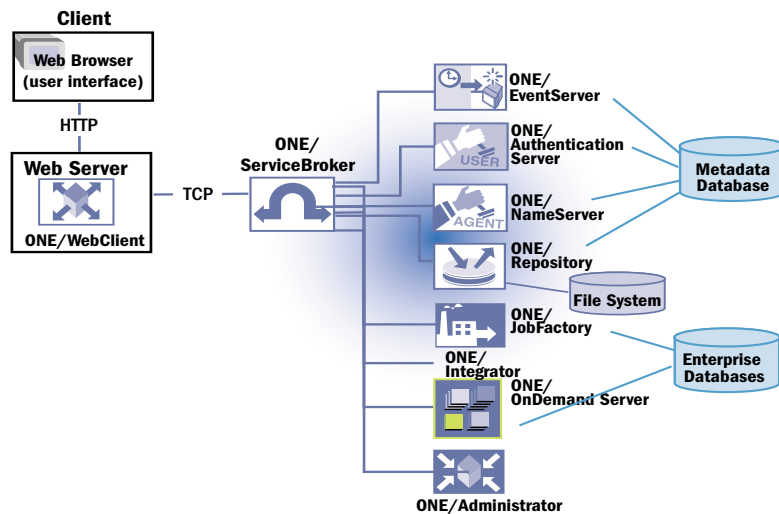 Client
Web Browser
(user interface)
HTTP
Web Server
ONE/WebClient
TCP
ONE/
ServiceBroker
ONE/
EventServer
USER
ONE/
Authentication
Server
AGENT
ONE/
NameServer
ONE/
Repository
Metadata
Database
File System
ONE/
JobFactory
ONE/
Integrator
ONE/
OnDemand Server
Enterprise
Databases
ONE/Administrator